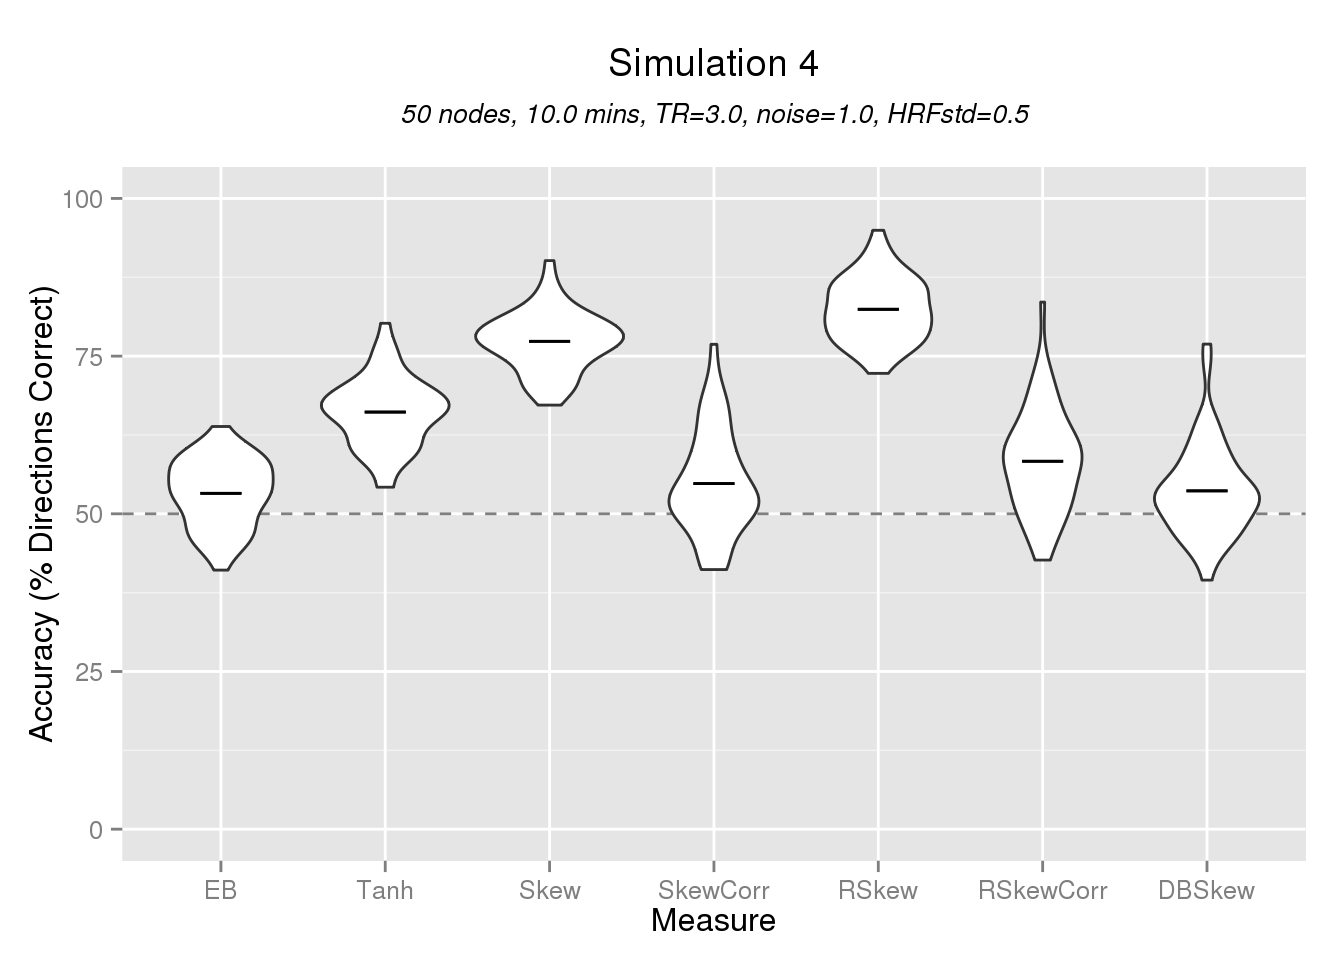 Simulation 4
50 nodes, 10.0 mins, TR=3.0, noise=1.0, HRFstd=0.5
Accuracy (% Directions Correct)
100
75
50
25
0
EB Tanh Skew SkewCorr RSkew RSkewCorr DBSkew
Measure